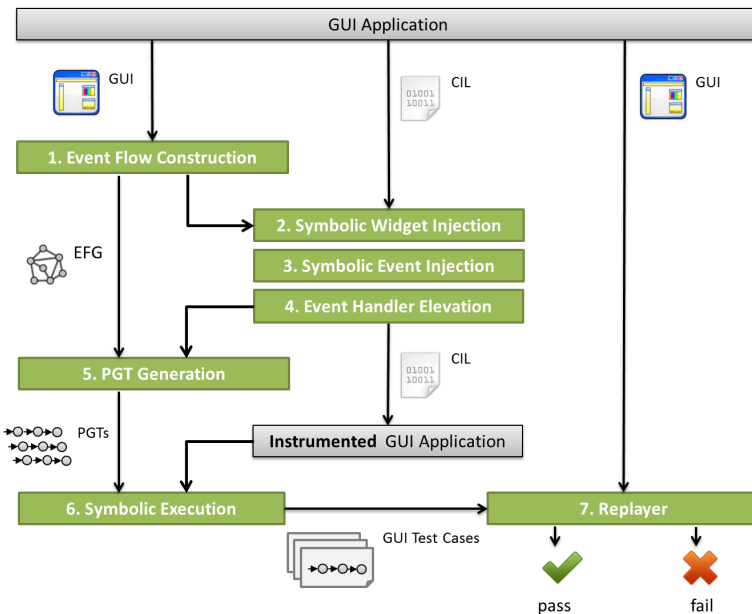 GUI Application
GUI
CIL
01001
10011
GUI
1. Event Flow Construction
2. Symbolic Widget Injection
EFG
3. Symbolic Event Injection
4. Event Handler Elevation
5. PGT Generation
CIL
01001
10011
PGTs
Instrumented GUI Application
6. Symbolic Execution
7. Replayer
GUI Test Cases
pass
fail